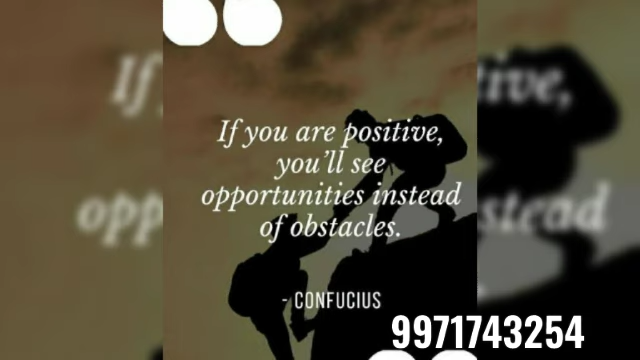 If you are positive,
you’ll see
opportunities instead
of obstacles.
- CONFUCIUS
9971743254